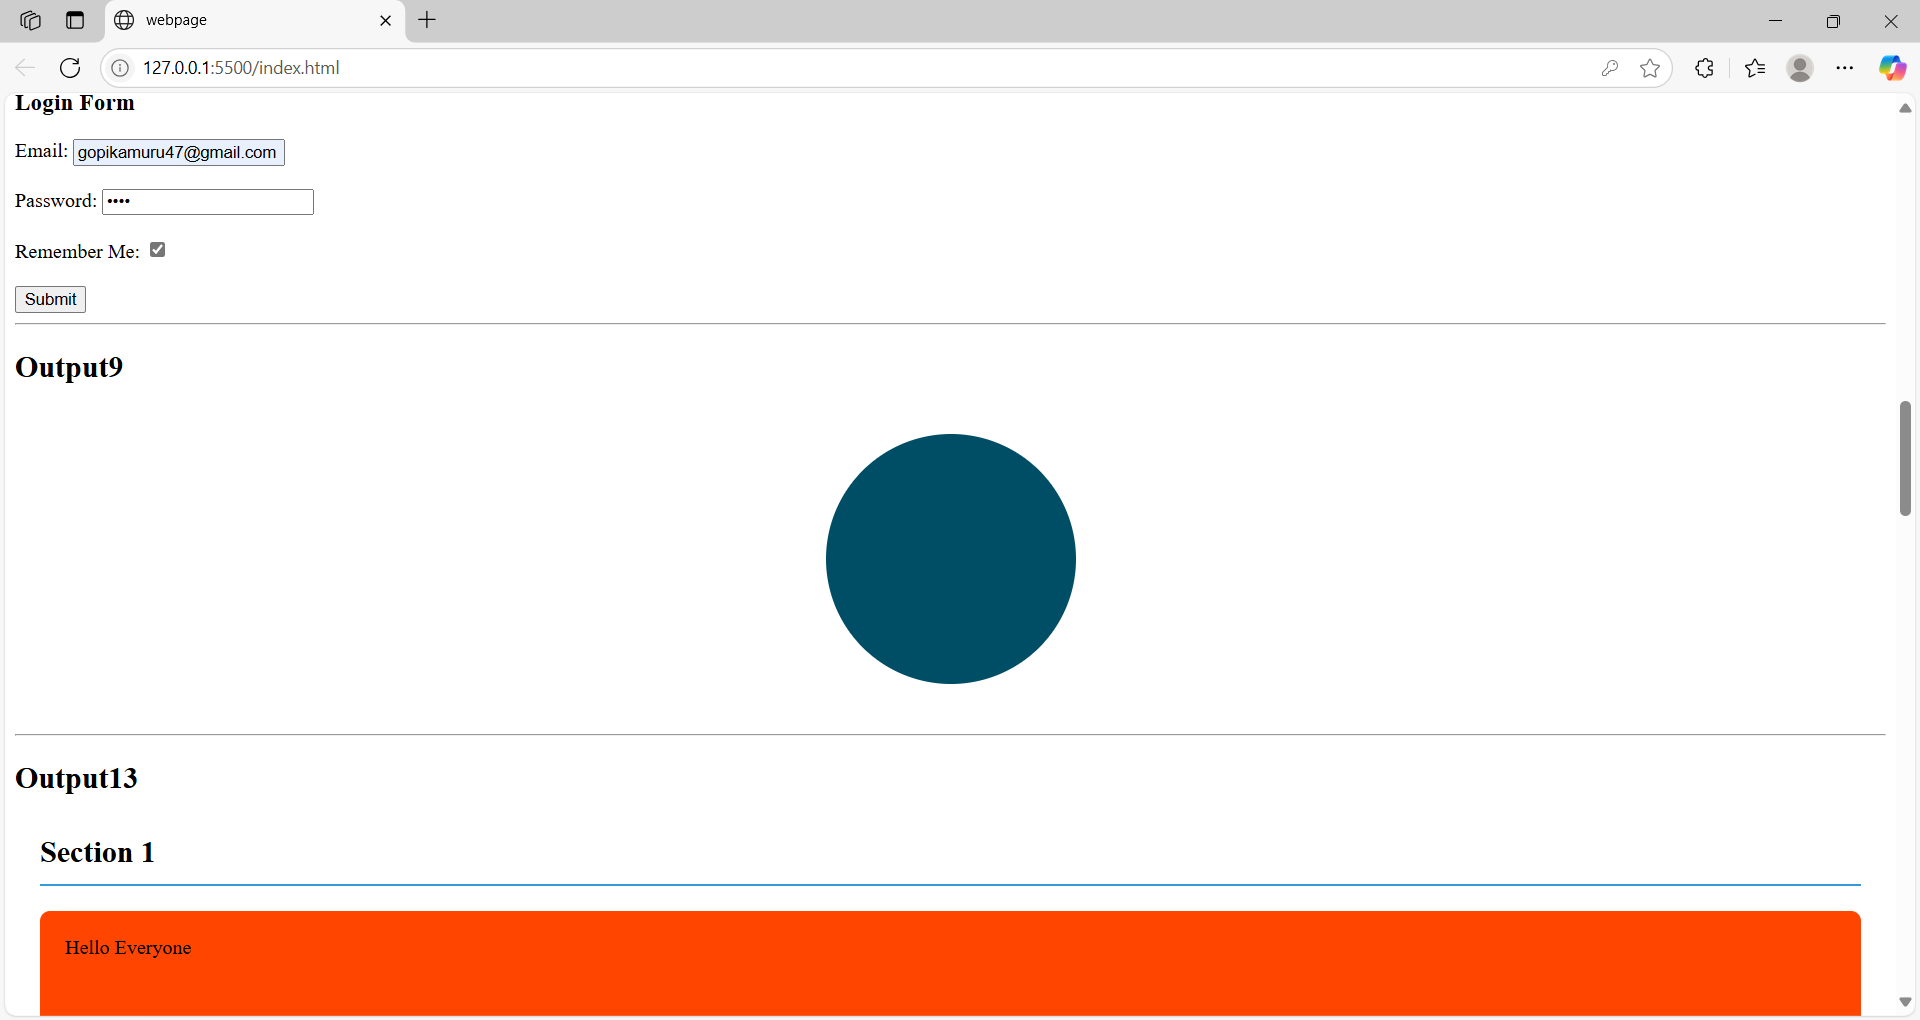 webpage
127.0.0.1:5500/index.html
Login Form
Email: gopikamuru47@gmail.com
Password: ••••
Remember Me:
Submit
Output9
Output13
Section 1
Hello Everyone